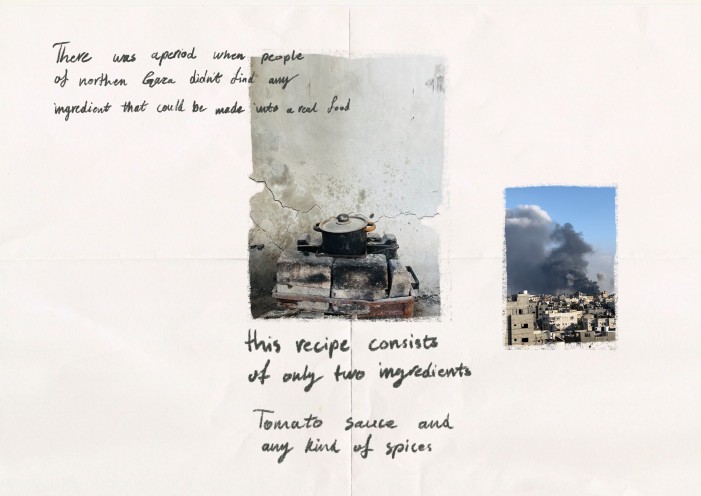 There was aperiod when people
of northen Gaza didn't find any
ingredient that could be made into a real food
this recipe consists
of only two ingredients
Tomato sauce and
any kind of spices